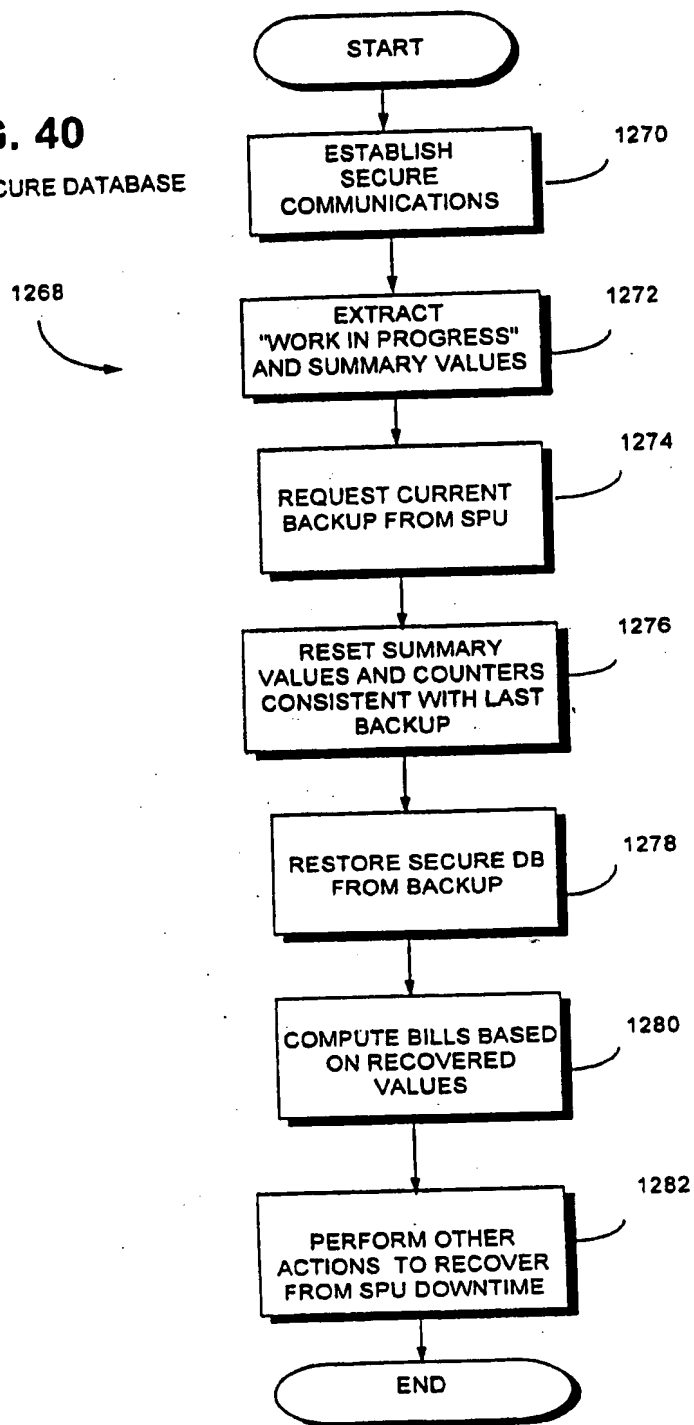 START
G. 40
CURE DATABASE
1268
ESTABLISH
SECURE
COMMUNICATIONS
1270
EXTRACT
"WORK IN PROGRESS"
AND SUMMARY VALUES
1272
REQUEST CURRENT
BACKUP FROM SPU
1274
RESET SUMMARY
VALUES AND COUNTERS
CONSISTENT WITH LAST
BACKUP
1276
RESTORE SECURE DB
FROM BACKUP
1278
COMPUTE BILLS BASED
ON RECOVERED
VALUES
1280
PERFORM OTHER
ACTIONS TO RECOVER
FROM SPU DOWNTIME
1282
END